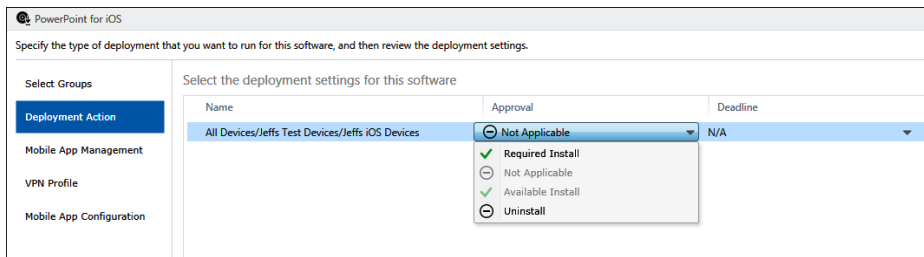 PowerPoint for iOS
Specify the type of deployment that you want to run for this software, and then review the deployment settings.
Select Groups
Deployment Action
Mobile App Management
VPN Profile
Mobile App Configuration
Select the deployment settings for this software
Name Approval Deadline
All Devices/Jeffs Test Devices/Jeffs iOS Devices Not Applicable N/A
Required Install
Not Applicable
Available Install
Uninstall